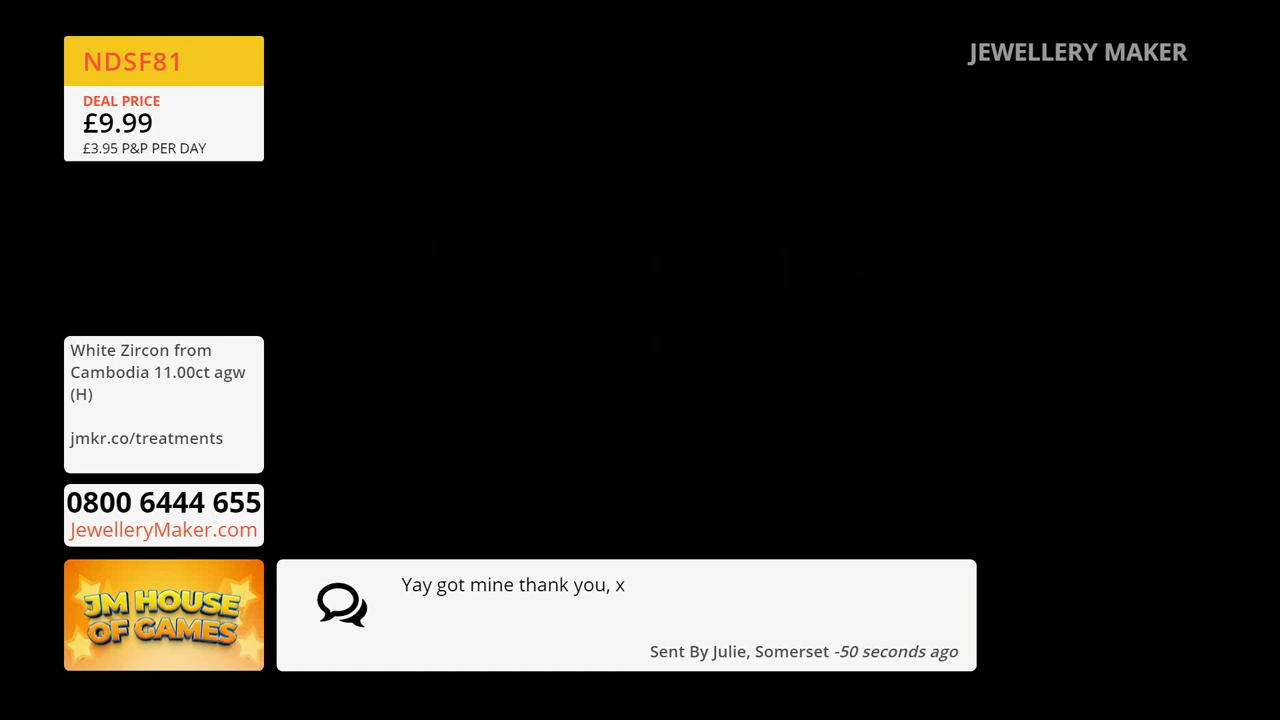 NDSF81
DEAL PRICE
£9.99
£3.95 P&P PER DAY
JEWELLERY MAKER
White Zircon from
Cambodia 11.00ct agw
(H)
jmkr.co/treatments
0800 6444 655
JewelleryMaker.com
JM HOUSE
OF GAMES
Yay got mine thank you, x
Sent By Julie, Somerset -50 seconds ago